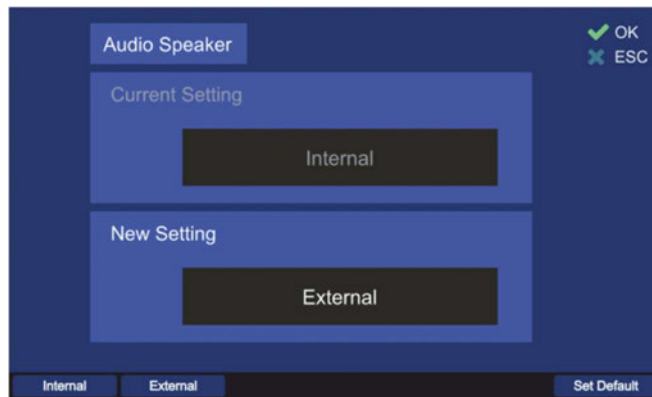 Audio Speaker
OK
ESC
Current Setting
Internal
New Setting
External
Internal External Set Default